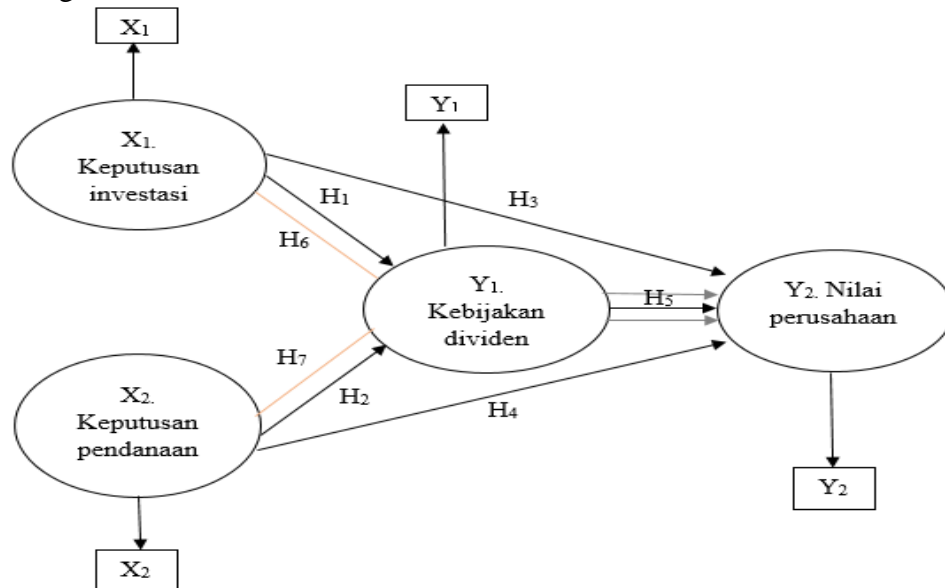 X₁
X₁.
Keputusan
investasi
Y₁
H₁
H₃
H₆
Y₁.
Kebijakan
dividen
H₅
Y₂. Nilai
perusahaan
H₇
X₂.
Keputusan
pendanaan
H₂
H₄
Y₂
X₂